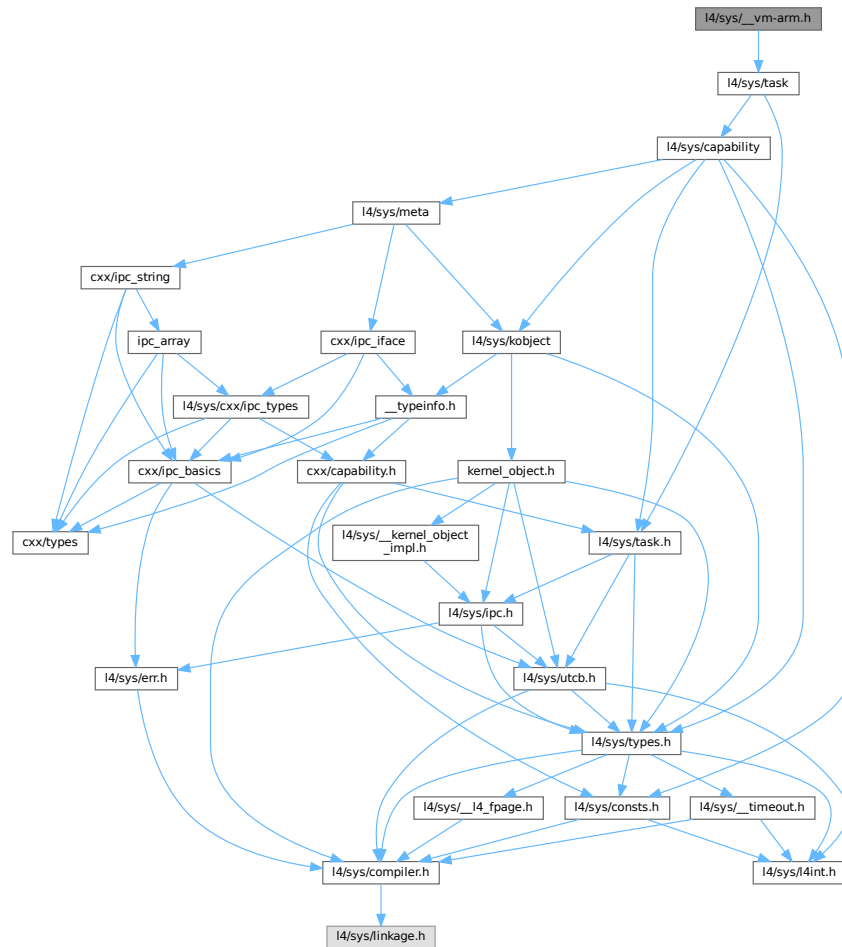 l4/sys/__vm-arm.h
l4/sys/task
l4/sys/capability
l4/sys/meta
cxx/ipc_string
ipc_array
cxx/ipc_iface
l4/sys/kobject
l4/sys/cxx/ipc_types
__typeinfo.h
cxx/ipc_basics
cxx/capability.h
kernel_object.h
cxx/types
l4/sys/__kernel_object
_impl.h
l4/sys/task.h
l4/sys/ipc.h
l4/sys/err.h
l4/sys/utcb.h
l4/sys/types.h
l4/sys/__l4_fpage.h
l4/sys/consts.h
l4/sys/__timeout.h
l4/sys/compiler.h
l4/sys/l4int.h
l4/sys/linkage.h